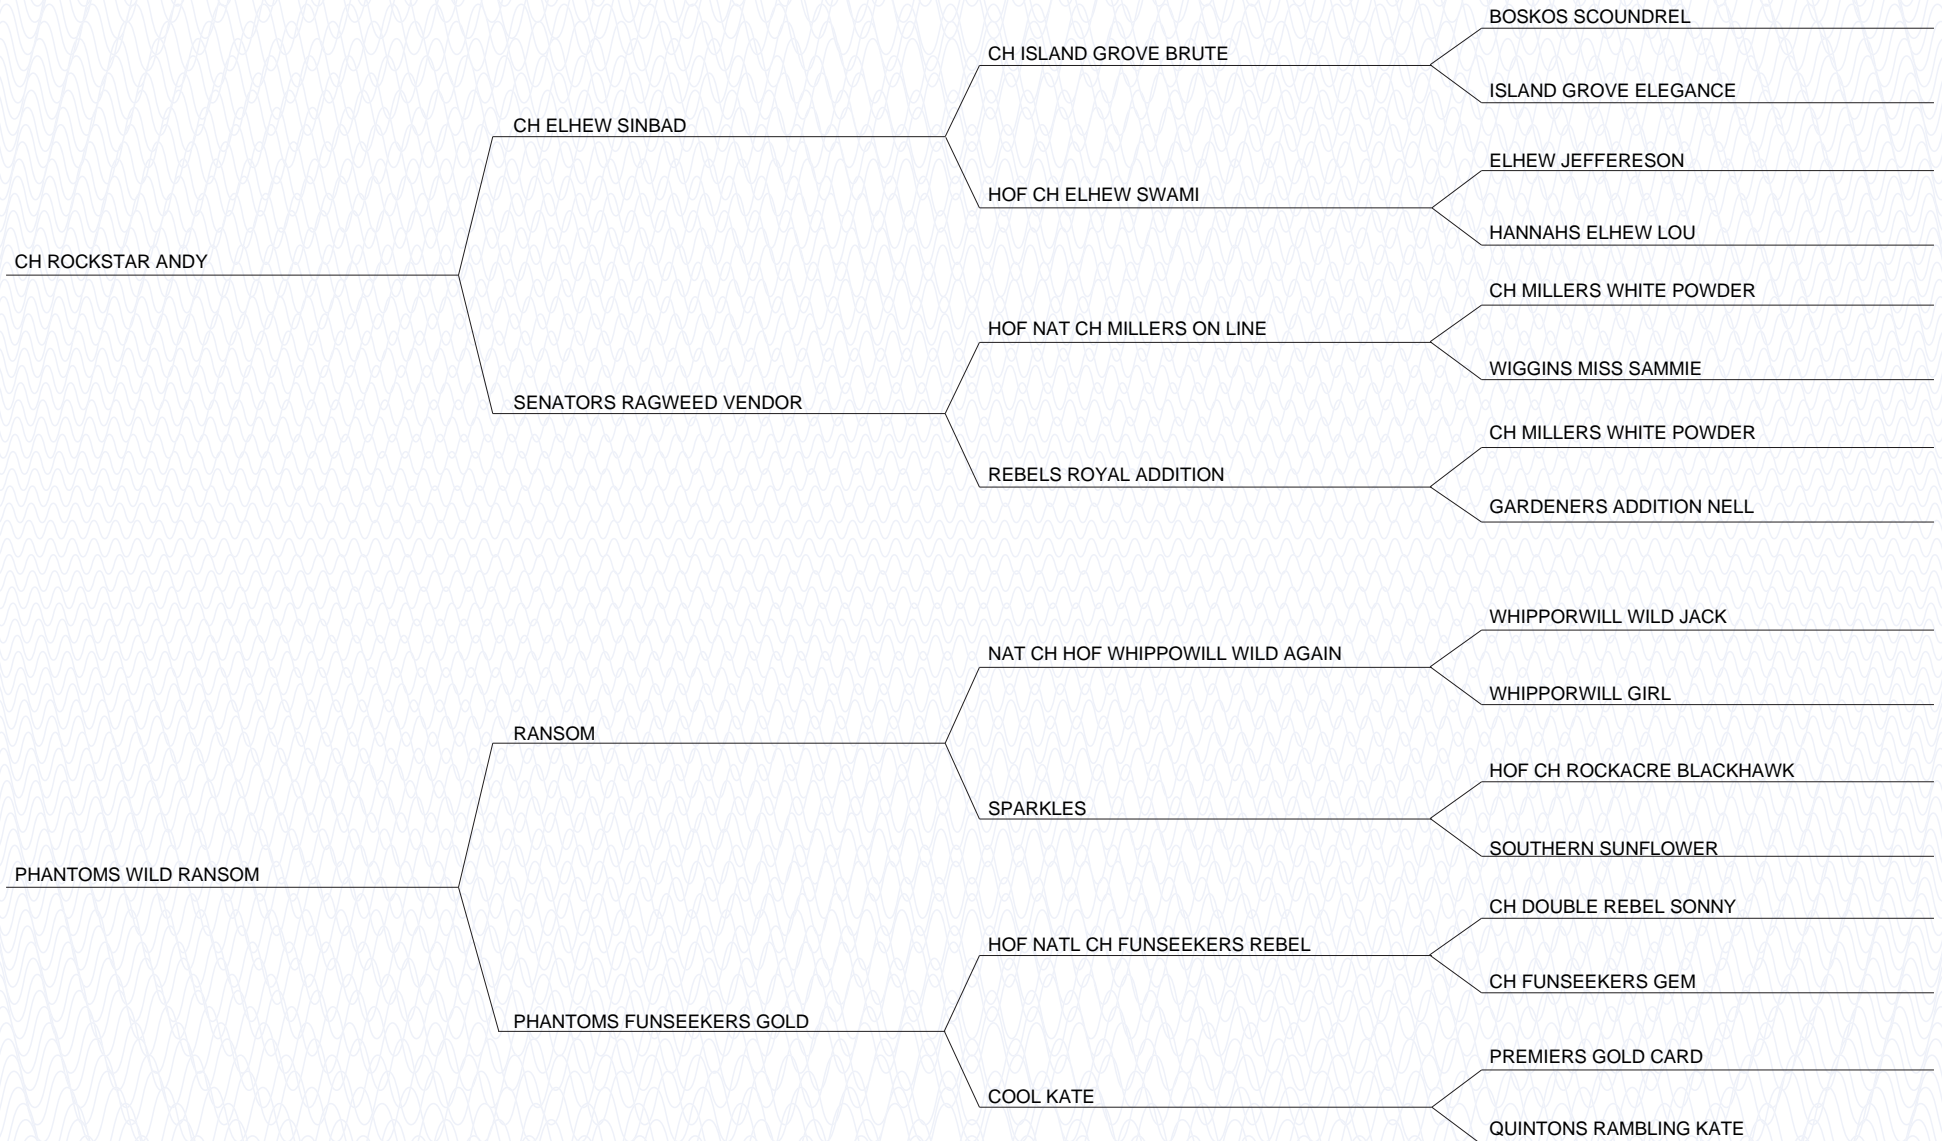 BOSKOS SCOUNDREL
CH ISLAND GROVE BRUTE
ISLAND GROVE ELEGANCE
CH ELHEW SINBAD
ELHEW JEFFERESON
HOF CH ELHEW SWAMI
HANNAHS ELHEW LOU
CH ROCKSTAR ANDY
CH MILLERS WHITE POWDER
HOF NAT CH MILLERS ON LINE
WIGGINS MISS SAMMIE
SENATORS RAGWEED VENDOR
CH MILLERS WHITE POWDER
REBELS ROYAL ADDITION
GARDENERS ADDITION NELL
WHIPPORWILL WILD JACK
NAT CH HOF WHIPPOWILL WILD AGAIN
WHIPPORWILL GIRL
RANSOM
HOF CH ROCKACRE BLACKHAWK
SPARKLES
SOUTHERN SUNFLOWER
PHANTOMS WILD RANSOM
CH DOUBLE REBEL SONNY
HOF NATL CH FUNSEEKERS REBEL
CH FUNSEEKERS GEM
PHANTOMS FUNSEEKERS GOLD
PREMIERS GOLD CARD
COOL KATE
QUINTONS RAMBLING KATE